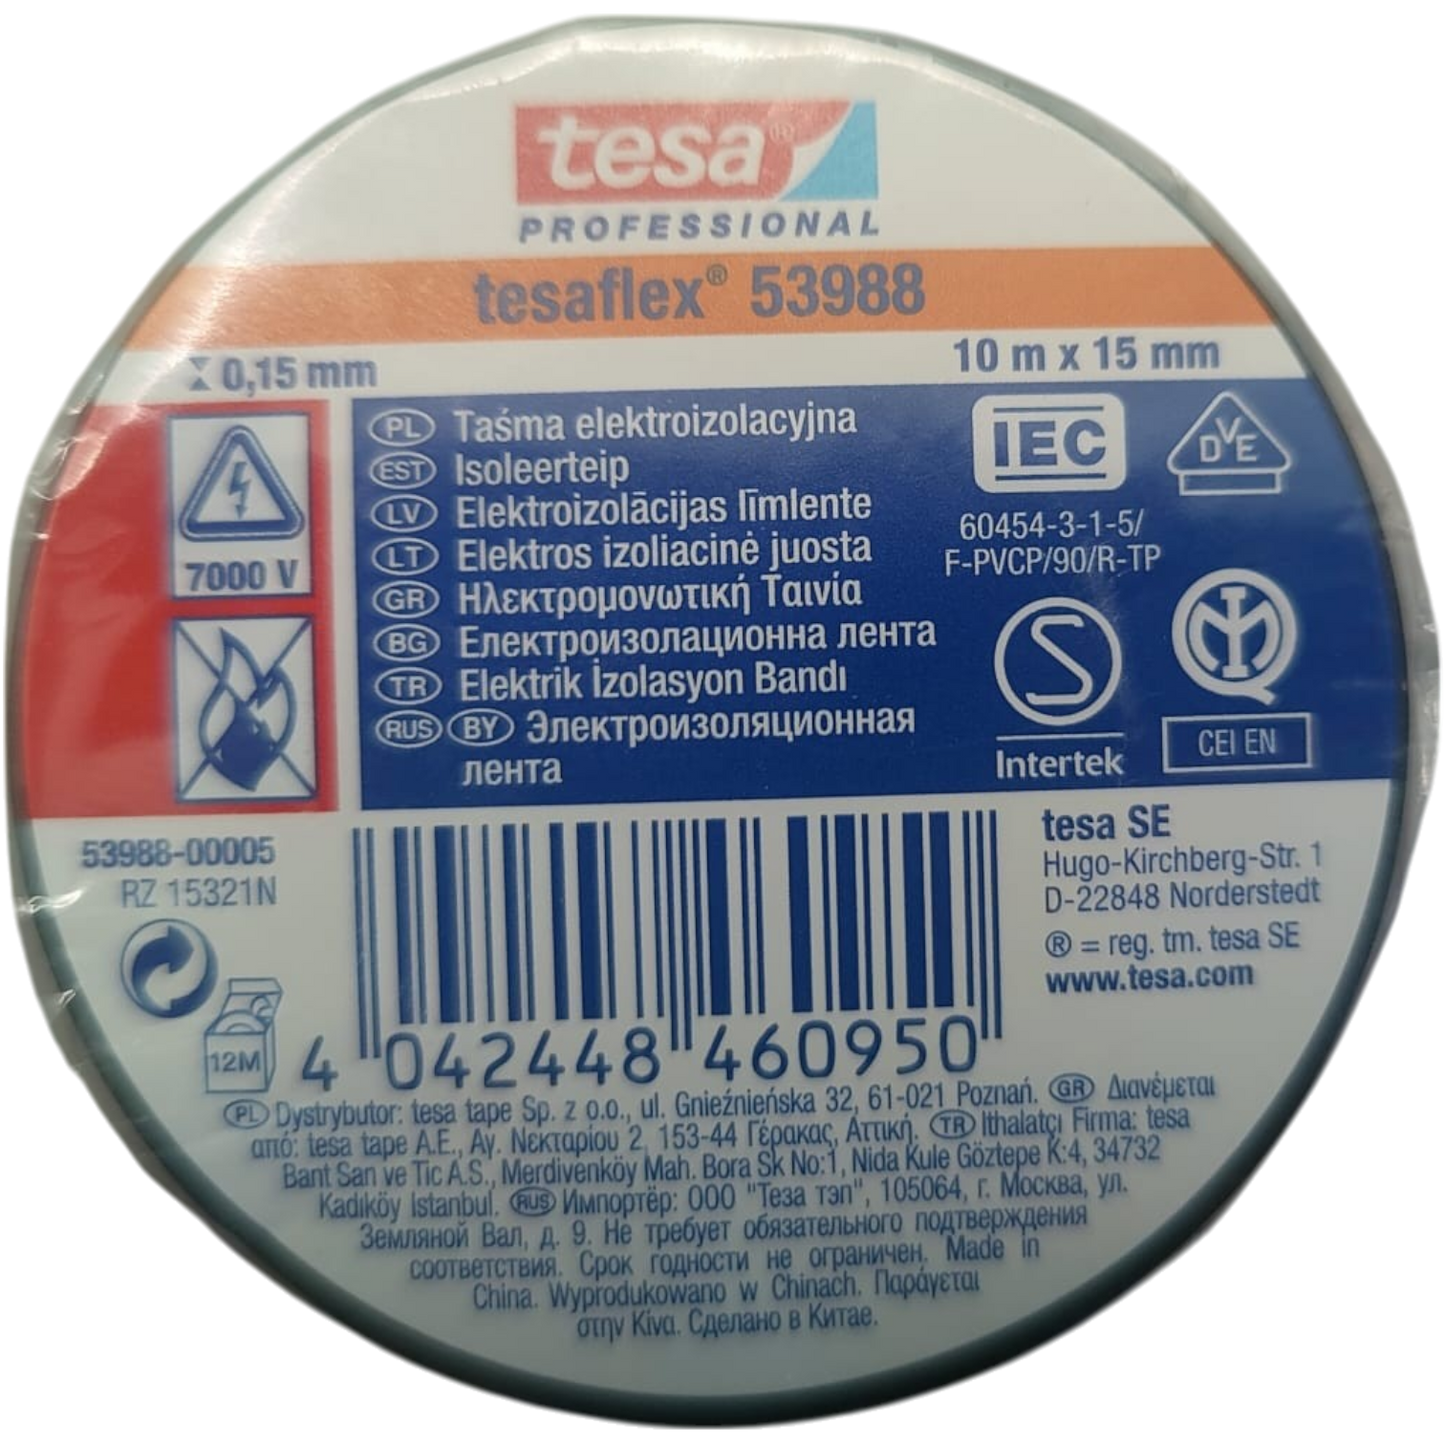 tesa®
PROFESSIONAL
tesaflex® 53988
0,15 mm
10 m x 15 mm
7000 V
PL Taśma elektroizolacyjna
EST Isoleerteip
LV Elektroizolācijas līmlente
LT Elektros izoliacinė juosta
GR Ηλεκτρομονωτική Ταινία
BG Електроизолационна лента
TR Elektrik İzolasyon Bandı
RUS BY Электроизоляционная
лента
IEC
DVE
60454-3-1-5/
F-PVCP/90/R-TP
S
Intertek
CEI EN
53988-00005
RZ 15321N
12M
4 042448 460950
tesa SE
Hugo-Kirchberg-Str. 1
D-22848 Norderstedt
® = reg. tm. tesa SE
www.tesa.com
PL Dystrybutor: tesa tape Sp. z o.o., ul. Gnieźnieńska 32, 61-021 Poznań. GR Διανέμεται
από: tesa tape A.E., Αγ. Νεκταρίου 2, 153-44 Γέρακας, Αττική. TR İthalatçı Firma: tesa
Bant San ve Tic A.S., Merdivenköy Mah. Bora Sk No:1, Nida Kule Göztepe K:4, 34732
Kadıköy Istanbul. RUS Импортёр: ООО "Теза тэп", 105064, г. Москва, ул.
Земляной Вал, д. 9. Не требует обязательного подтверждения
соответствия. Срок годности не ограничен. Made in
China. Wyprodukowano w Chinach. Παράγεται
στην Κίνα. Сделано в Китае.